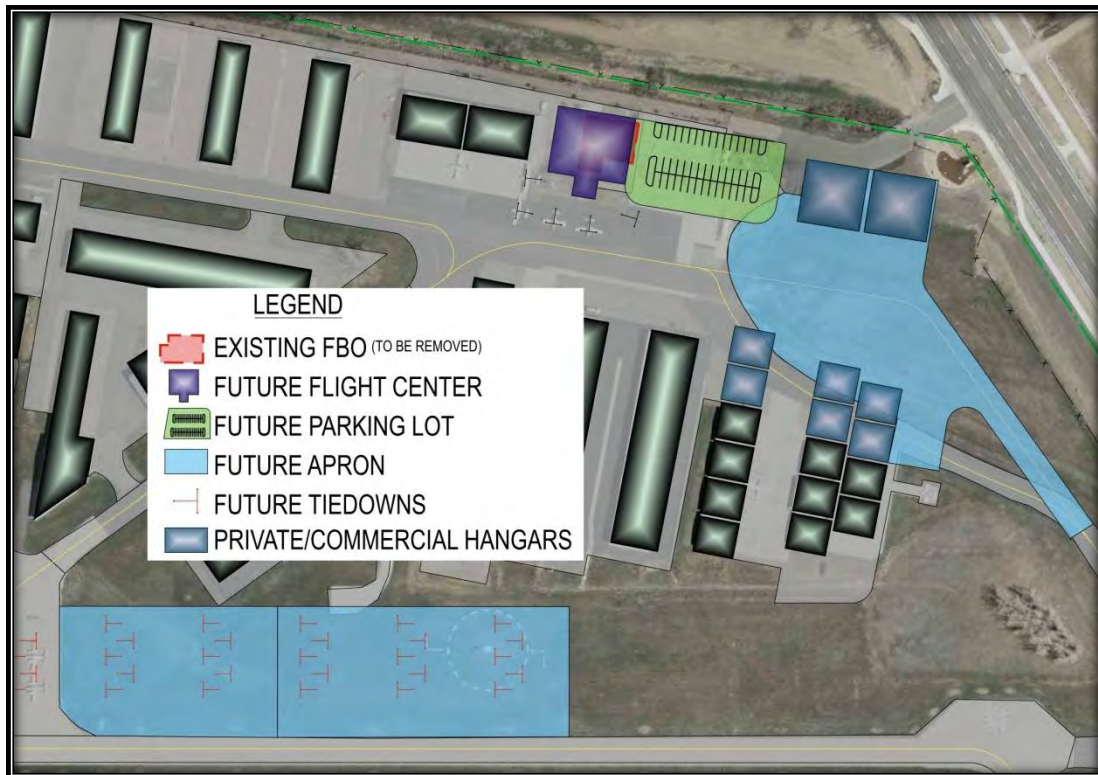 LEGEND
EXISTING FBO (TO BE REMOVED)
FUTURE FLIGHT CENTER
FUTURE PARKING LOT
FUTURE APRON
FUTURE TIEDOWNS
PRIVATE/COMMERCIAL HANGARS